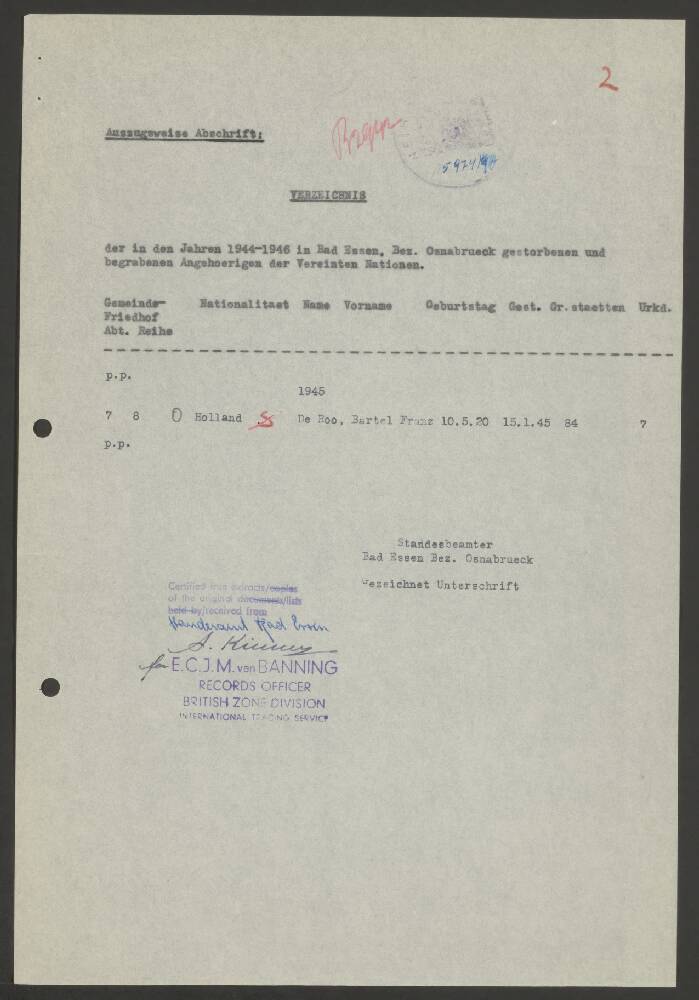 2
Auszugsweise Abschrift:
VERZEICHNIS
der in den Jahren 1944-1946 in Bad Essen, Bez. Osnabrueck gestorbenen und
begrabenen Angehoerigen der Vereinten Nationen.
Gemeinde- Nationalitaet Name Vorname Geburtstag Gest. Gr.staetten Urkd.
Friedhof
Abt. Reihe
p.p.
1945
7 8 O Holland De Roo, Bartel Franz 10.5.20 15.1.45 84 7
p.p.
Standesbeamter
Bad Essen Bez. Osnabrueck
Gezeichnet Unterschrift
Certified true extracts/copies
of the original documents/lists
held by/received from
Standesamt Bad Essen
for E.C.J.M. van BANNING
RECORDS OFFICER
BRITISH ZONE DIVISION
INTERNATIONAL TRACING SERVICE